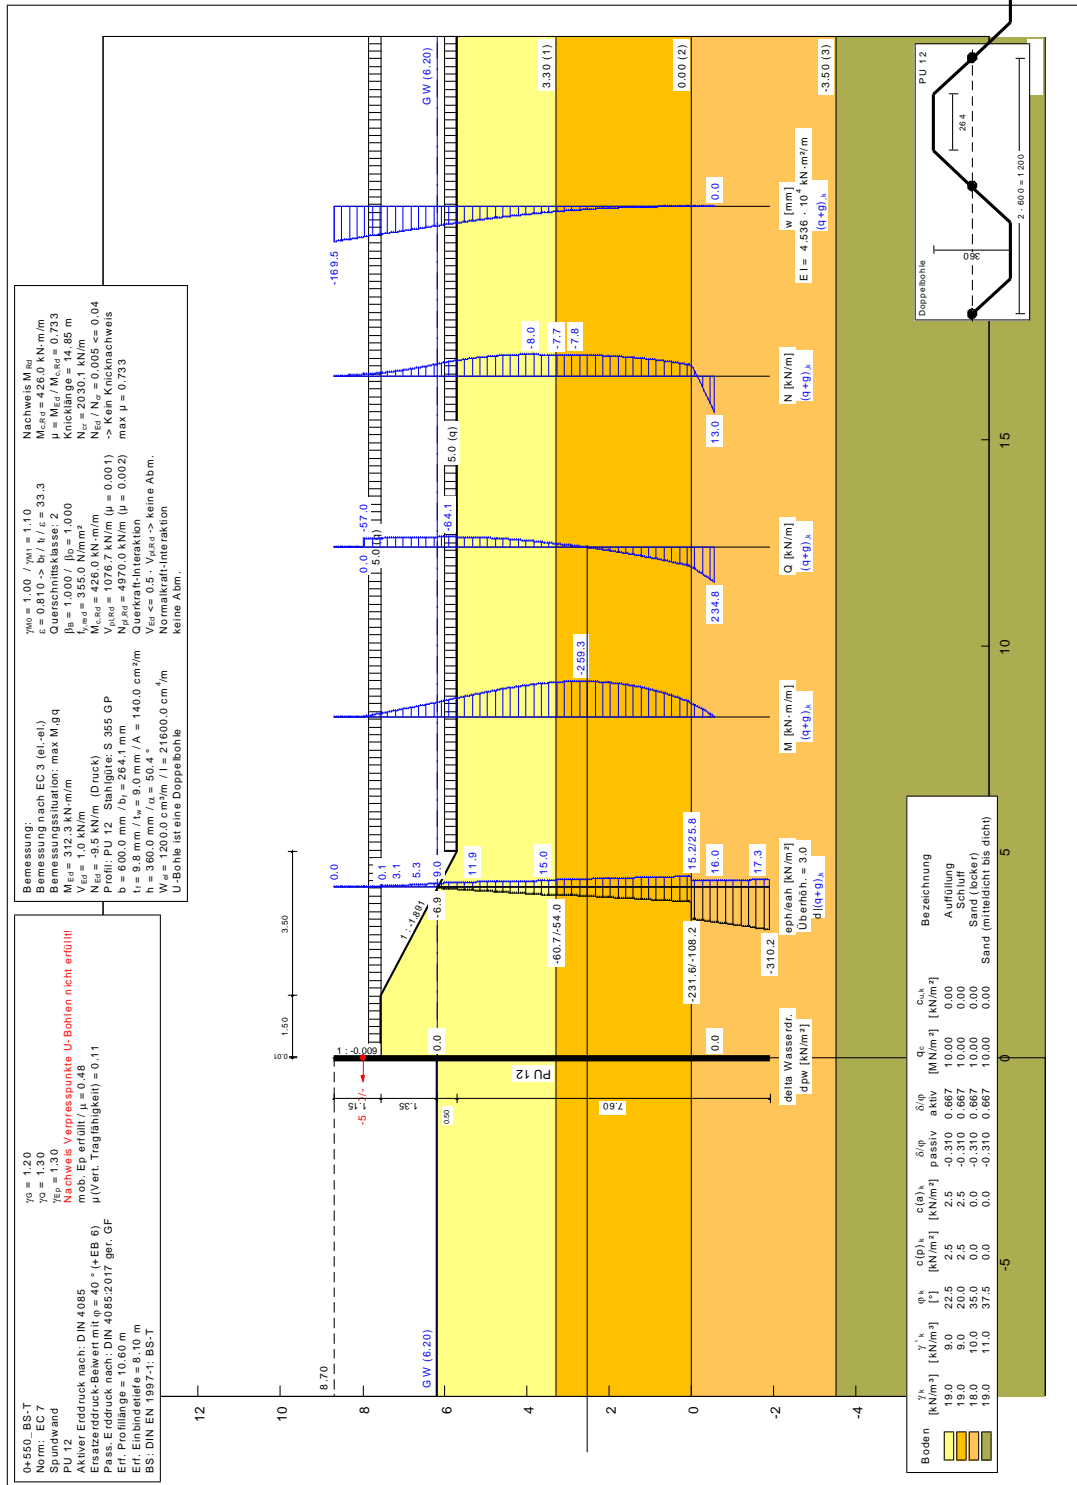 0+550_BS-T
Norm: EC 7
Spundwand
PU 12
Aktiver Erddruck nach: DIN 4085
Ersatzerddruck-Beiwert mit φ = 40 ° (+EB 6)
Pass. Erddruck nach: DIN 4085:2017 ger. GF
Erf. Profillänge = 10.60 m
Erf. Einbindetiefe = 8.10 m
BS: DIN EN 1997-1: BS-T
γG = 1.20
γQ = 1.30
γEp = 1.30
Nachweis Verpresspunkte U-Bohlen nicht erfüllt!
mob. Ep erfüllt / μ = 0.48
μ(Vert. Tragfähigkeit) = 0.11
Bemessung:
Bemessung nach EC 3 (el.-el.)
Bemessungssituation: max M,gq
M Ed = 312.3 kN·m/m
V Ed = 1.0 kN/m
N Ed = -9.5 kN/m (Druck)
Profil: PU 12 Stahlgüte: S 355 GP
b = 600.0 mm / bf = 264.1 mm
tf = 9.8 mm / tw = 9.0 mm / A = 140.0 cm²/m
h = 360.0 mm / α = 50.4 °
W el = 1200.0 cm³/m / I = 21600.0 cm⁴/m
U-Bohle ist eine Doppelbohle
γM0 = 1.00 / γM1 = 1.10
ε = 0.810 -> bf / tf / ε = 33.3
Querschnittsklasse: 2
βB = 1.000 / βD = 1.000
fy,red = 355.0 N/mm²
Mc,Rd = 426.0 kN·m/m
Vpl,Rd = 1076.7 kN/m (μ = 0.001)
Npl,Rd = 4970.0 kN/m (μ = 0.002)
Querkraft-Interaktion
VEd <= 0.5 · Vpl,Rd -> keine Abm.
Normalkraft-Interaktion
keine Abm.
Nachweis M Rd
Mc,Rd = 426.0 kN·m/m
μ = MEd / Mc,Rd = 0.733
Knicklänge = 14.85 m
Ncr = 2030.1 kN/m
NEd / Ncr = 0.005 <= 0.04
-> Kein Knicknachweis
max μ = 0.733
8.70
GW (6.20)
12
10
8
6
4
2
0
-2
-4
-5
0
5
10
15
0.01
1.50
3.50
1.15
1.35
0.50
7.60
PU 12
1 : -1.891
0.0
0.0
delta Wasserdr.
dpw [kN/m²]
0.0
0.1
3.1
5.3
9.0
-6.9
11.9
15.0
-60.7/-54.0
15.2/25.8
16.0
17.3
-231.6/-108.2
-310.2
eph/eah [kN/m²]
Überhöh. = 3.0
d|(q+g),k
-259.3
M [kN·m/m]
(q+g),k
0.0
-57.0
5.0 (q)
-64.1
234.8
Q [kN/m]
(q+g),k
5.0 (q)
-8.0
-7.7
-7.8
13.0
N [kN/m]
(q+g),k
-169.5
0.0
w [mm]
EI = 4.536 · 10⁴ kN·m²/m
(q+g),k
GW (6.20)
3.30 (1)
0.00 (2)
-3.50 (3)
Doppelbohle
PU 12
264
360
2 · 600 = 1200
Boden γk [kN/m³] γ'k [kN/m³] φk [°] c(p)k [kN/m²] c(a)k [kN/m²] δ/φ passiv δ/φ aktiv qc [MN/m²] cu,k [kN/m²] Bezeichnung
19.0 9.0 22.5 2.5 2.5 -0.310 0.667 10.00 0.00 Auffüllung
19.0 9.0 20.0 2.5 2.5 -0.310 0.667 10.00 0.00 Schluff
18.0 10.0 35.0 0.0 0.0 -0.310 0.667 10.00 0.00 Sand (locker)
19.0 11.0 37.5 0.0 0.0 -0.310 0.667 10.00 0.00 Sand (mitteldicht bis dicht)